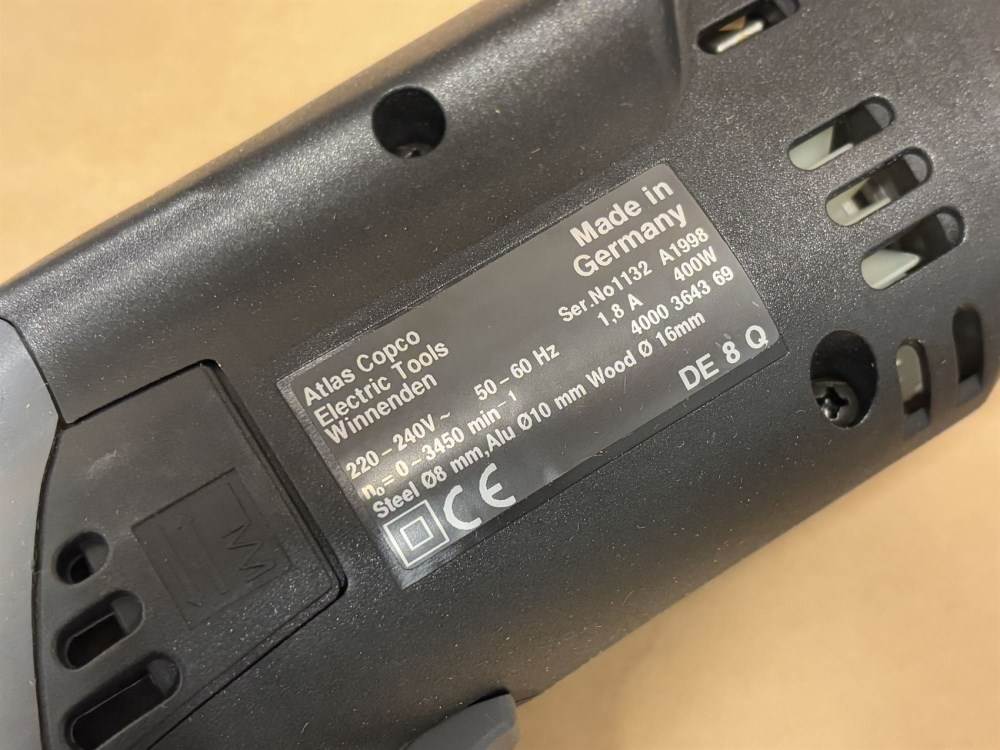 Made in
Germany
Atlas Copco
Electric Tools
Winnenden
Ser.No1132 A1998
220 – 240V ~ 50 – 60 Hz 1,8 A 400W
n₀ = 0 – 3450 min⁻¹ 4000 3643 69
Steel Ø8 mm,Alu Ø10 mm Wood Ø 16mm
CE DE 8 Q